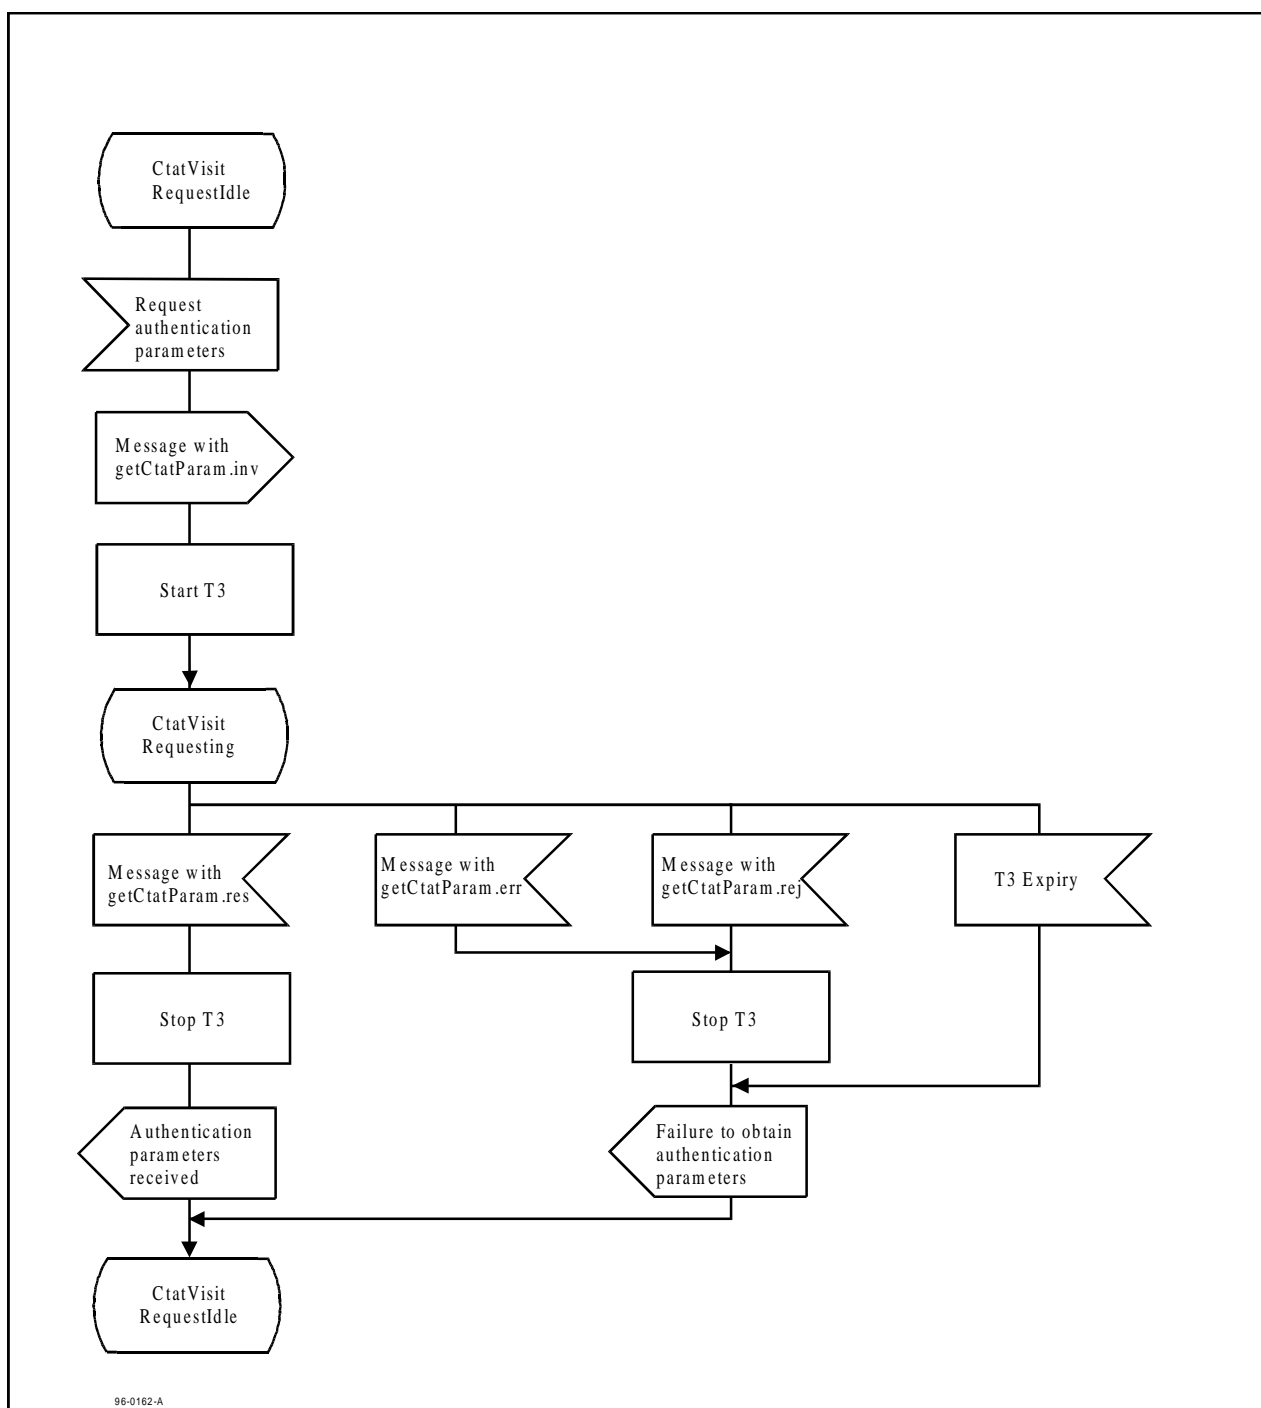 CtatVisit
RequestIdle
Request
authentication
parameters
Message with
getCtatParam.inv
Start T3
CtatVisit
Requesting
Message with
getCtatParam.res
Message with
getCtatParam.err
Message with
getCtatParam.rej
T3 Expiry
Stop T3
Stop T3
Authentication
parameters
received
Failure to obtain
authentication
parameters
CtatVisit
RequestIdle
96-0162-A